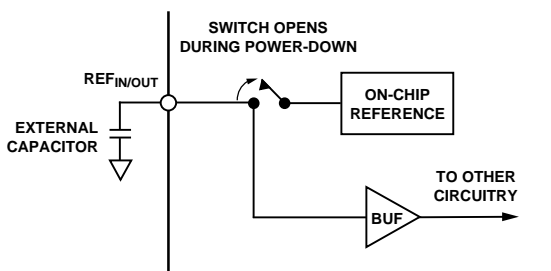 SWITCH OPENS
DURING POWER-DOWN
REFIN/OUT
ON-CHIP
REFERENCE
EXTERNAL
CAPACITOR
TO OTHER
CIRCUITRY
BUF